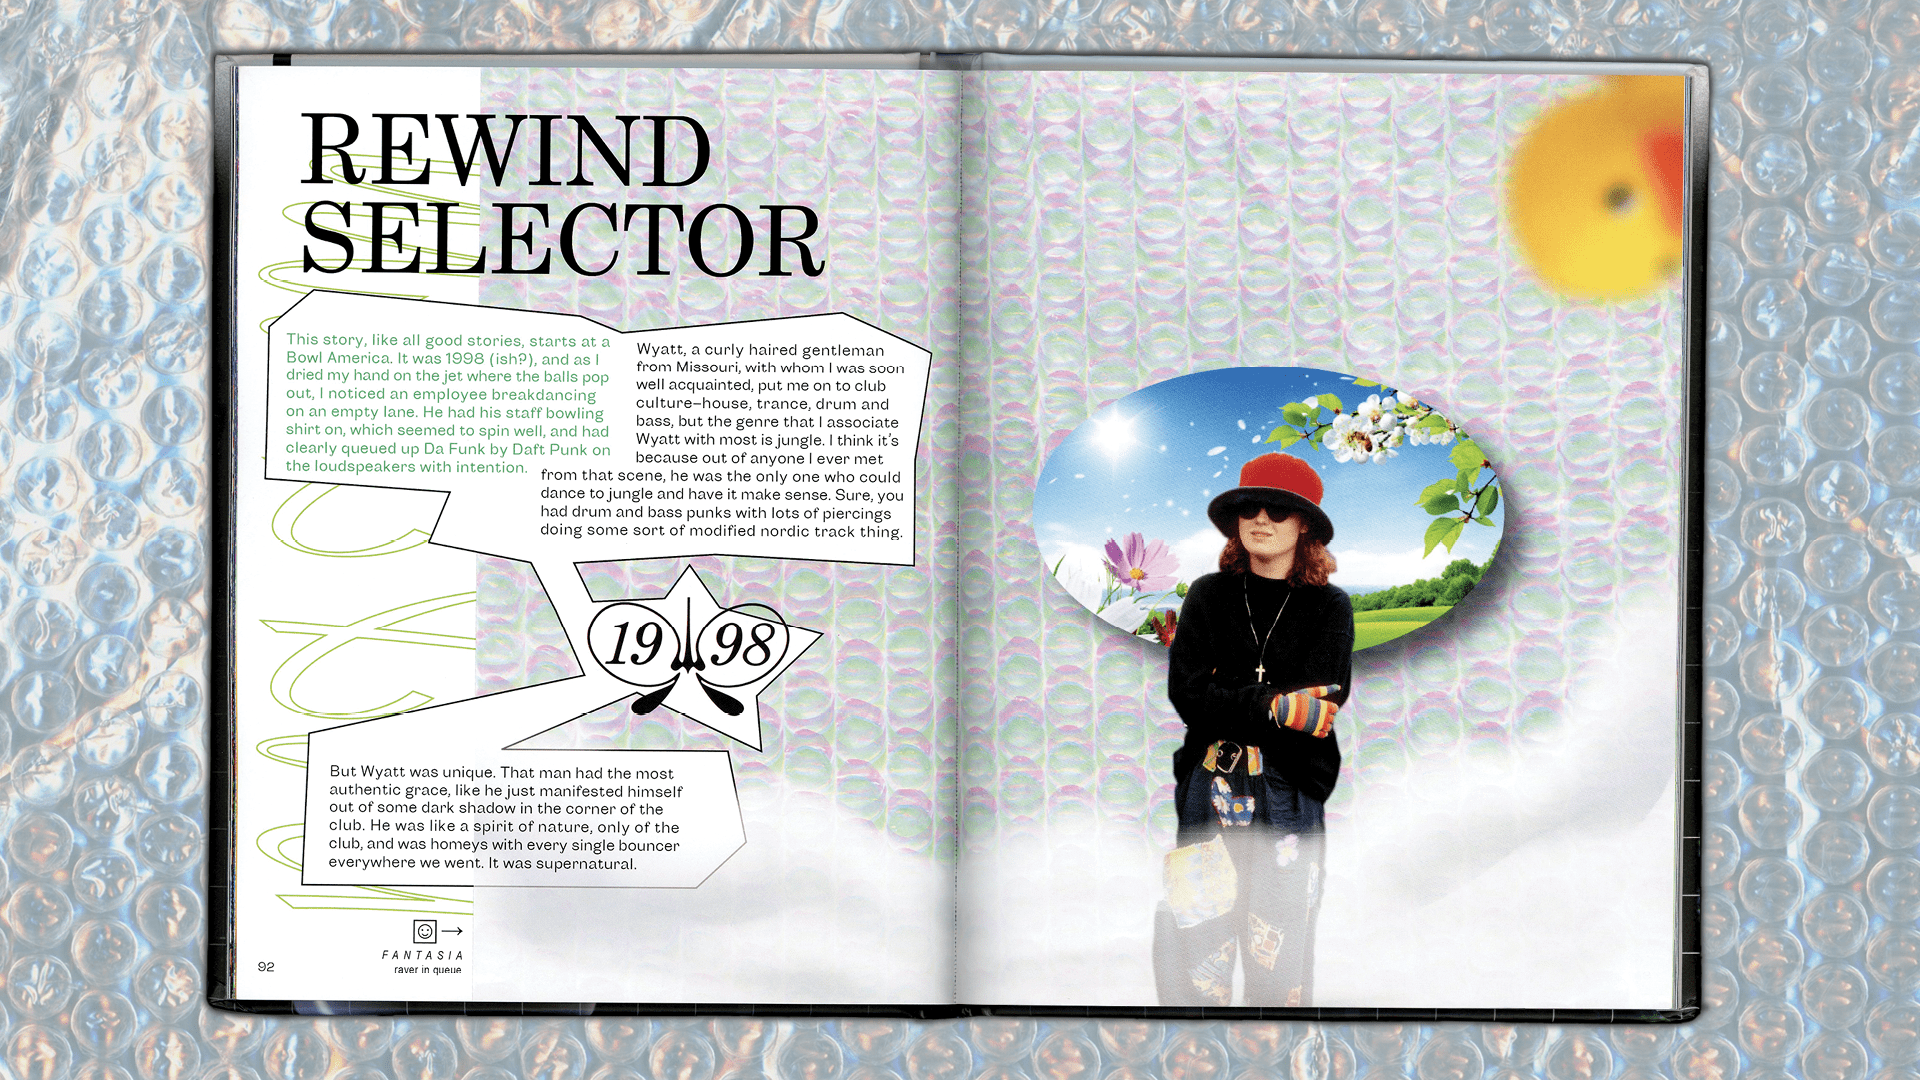 REWIND
SELECTOR
This story, like all good stories, starts at a
Bowl America. It was 1998 (ish?), and as I
dried my hand on the jet where the balls pop
out, I noticed an employee breakdancing
on an empty lane. He had his staff bowling
shirt on, which seemed to spin well, and had
clearly queued up Da Funk by Daft Punk on
the loudspeakers with intention.
Wyatt, a curly haired gentleman
from Missouri, with whom I was soon
well acquainted, put me on to club
culture–house, trance, drum and
bass, but the genre that I associate
Wyatt with most is jungle. I think it's
because out of anyone I ever met
from that scene, he was the only one who could
dance to jungle and have it make sense. Sure, you
had drum and bass punks with lots of piercings
doing some sort of modified nordic track thing.
1998
But Wyatt was unique. That man had the most
authentic grace, like he just manifested himself
out of some dark shadow in the corner of the
club. He was like a spirit of nature, only of the
club, and was homeys with every single bouncer
everywhere we went. It was supernatural.
FANTASIA
raver in queue
92